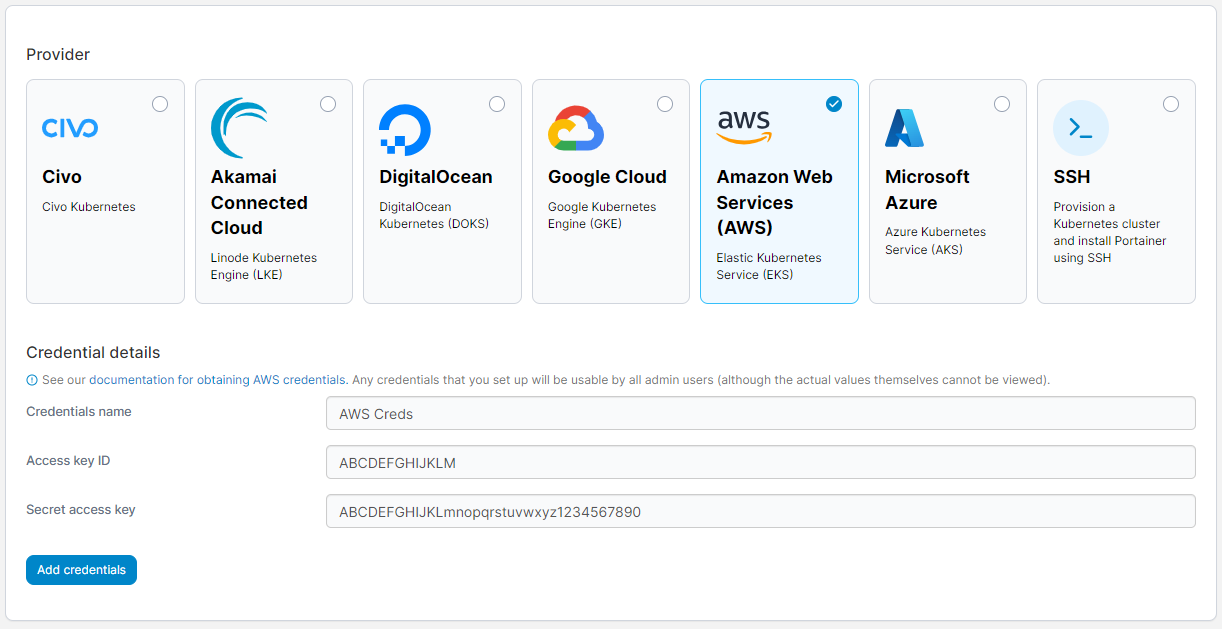 Provider
CIVO
Civo
Civo Kubernetes
Akamai
Connected
Cloud
Linode Kubernetes
Engine (LKE)
DigitalOcean
DigitalOcean
Kubernetes (DOKS)
Google Cloud
Google Kubernetes
Engine (GKE)
aws
Amazon Web
Services
(AWS)
Elastic Kubernetes
Service (EKS)
Microsoft
Azure
Azure Kubernetes
Service (AKS)
SSH
Provision a
Kubernetes cluster
and install Portainer
using SSH
Credential details
See our documentation for obtaining AWS credentials. Any credentials that you set up will be usable by all admin users (although the actual values themselves cannot be viewed).
Credentials name
AWS Creds
Access key ID
ABCDEFGHIJKLM
Secret access key
ABCDEFGHIJKLmnopqrstuvwxyz1234567890
Add credentials